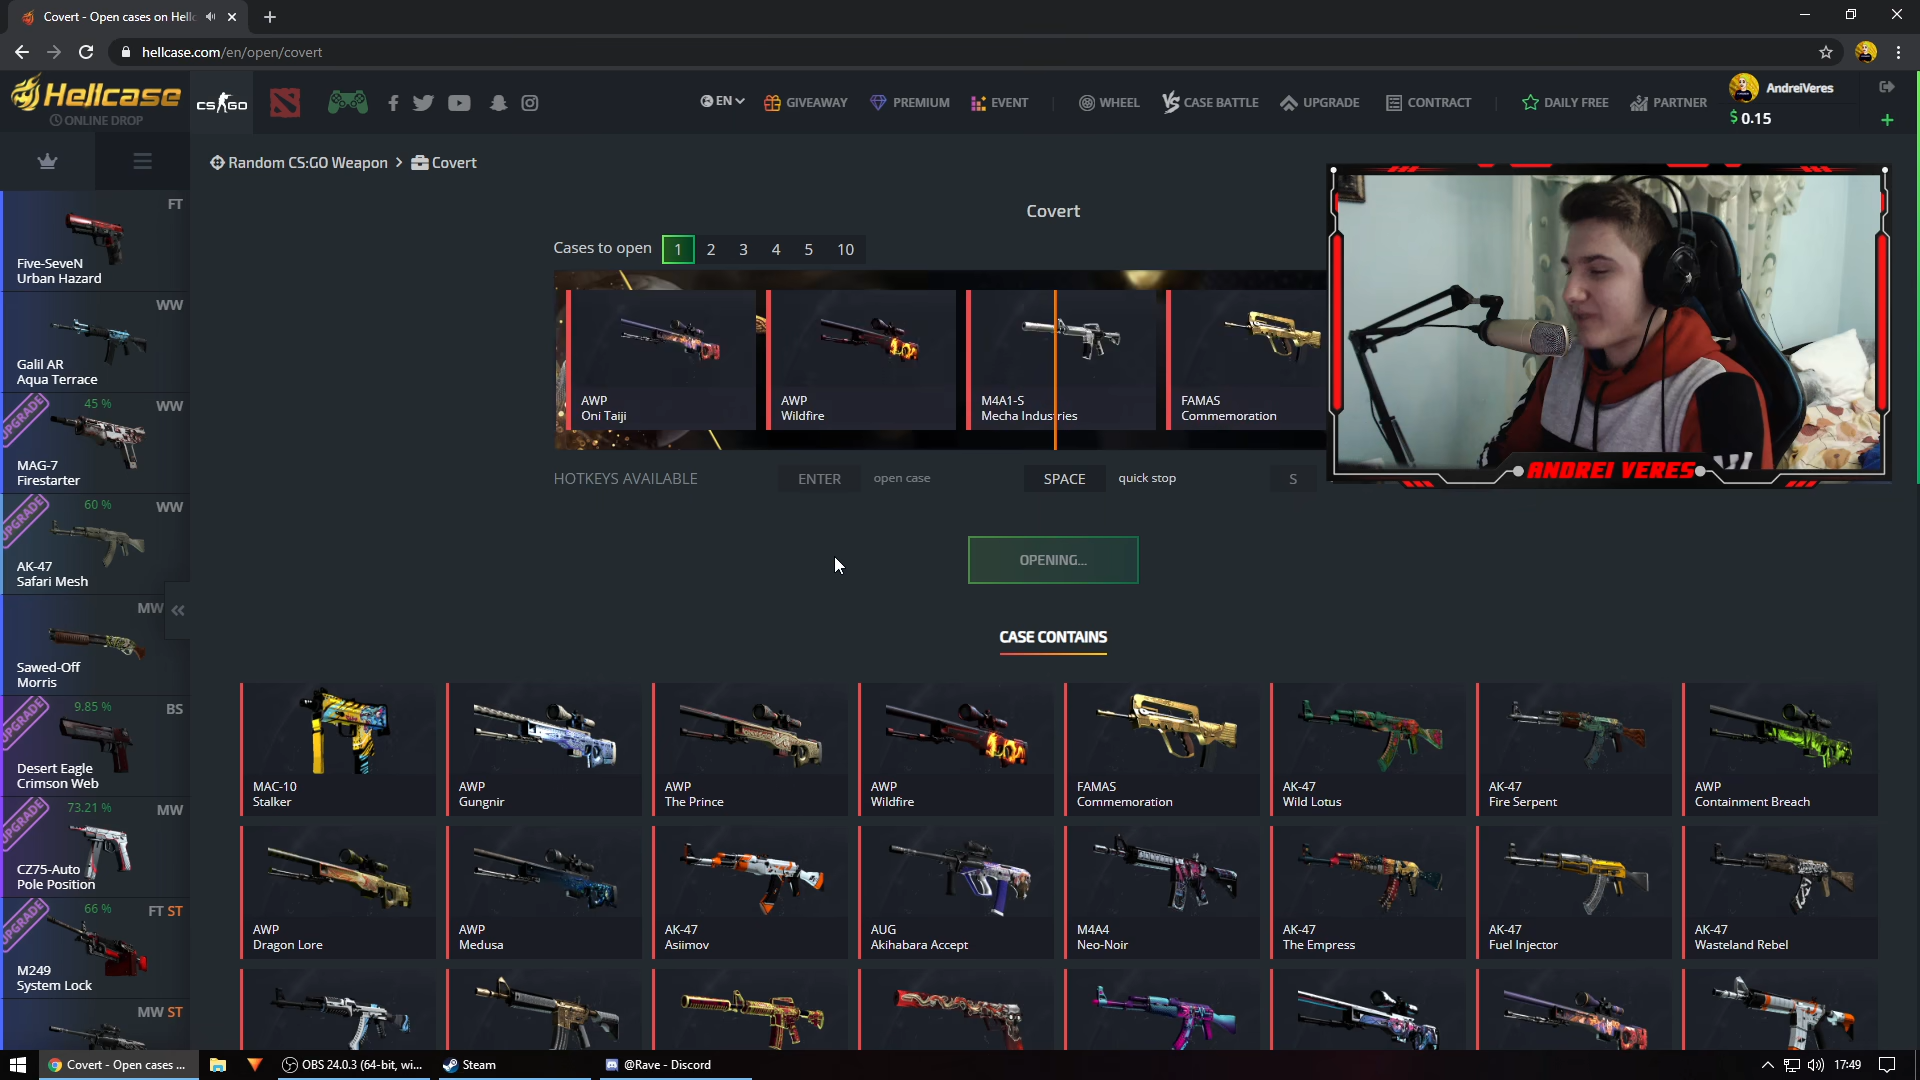 Covert - Open cases on Hellc
hellcase.com/en/open/covert
Hellcase
ONLINE DROP
CS:GO
EN
GIVEAWAY
PREMIUM
EVENT
WHEEL
CASE BATTLE
UPGRADE
CONTRACT
DAILY FREE
PARTNER
AndreiVeres
$ 0.15
Random CS:GO Weapon > Covert
FT
Five-SeveN
Urban Hazard
WW
Galil AR
Aqua Terrace
UPGRADE
45 %
WW
MAG-7
Firestarter
UPGRADE
60 %
WW
AK-47
Safari Mesh
MW
Sawed-Off
Morris
UPGRADE
9.85 %
BS
Desert Eagle
Crimson Web
UPGRADE
73.21 %
MW
CZ75-Auto
Pole Position
UPGRADE
66 %
FT ST
M249
System Lock
MW ST
Covert
Cases to open 1 2 3 4 5 10
AWP
Oni Taiji
AWP
Wildfire
M4A1-S
Mecha Industries
FAMAS
Commemoration
ANDREI VERES
HOTKEYS AVAILABLE ENTER open case SPACE quick stop S
OPENING...
CASE CONTAINS
MAC-10
Stalker
AWP
Gungnir
AWP
The Prince
AWP
Wildfire
FAMAS
Commemoration
AK-47
Wild Lotus
AK-47
Fire Serpent
AWP
Containment Breach
AWP
Dragon Lore
AWP
Medusa
AK-47
Asiimov
AUG
Akihabara Accept
M4A4
Neo-Noir
AK-47
The Empress
AK-47
Fuel Injector
AK-47
Wasteland Rebel
Covert - Open cases ...
OBS 24.0.3 (64-bit, wi...
Steam
@Rave - Discord
17:49